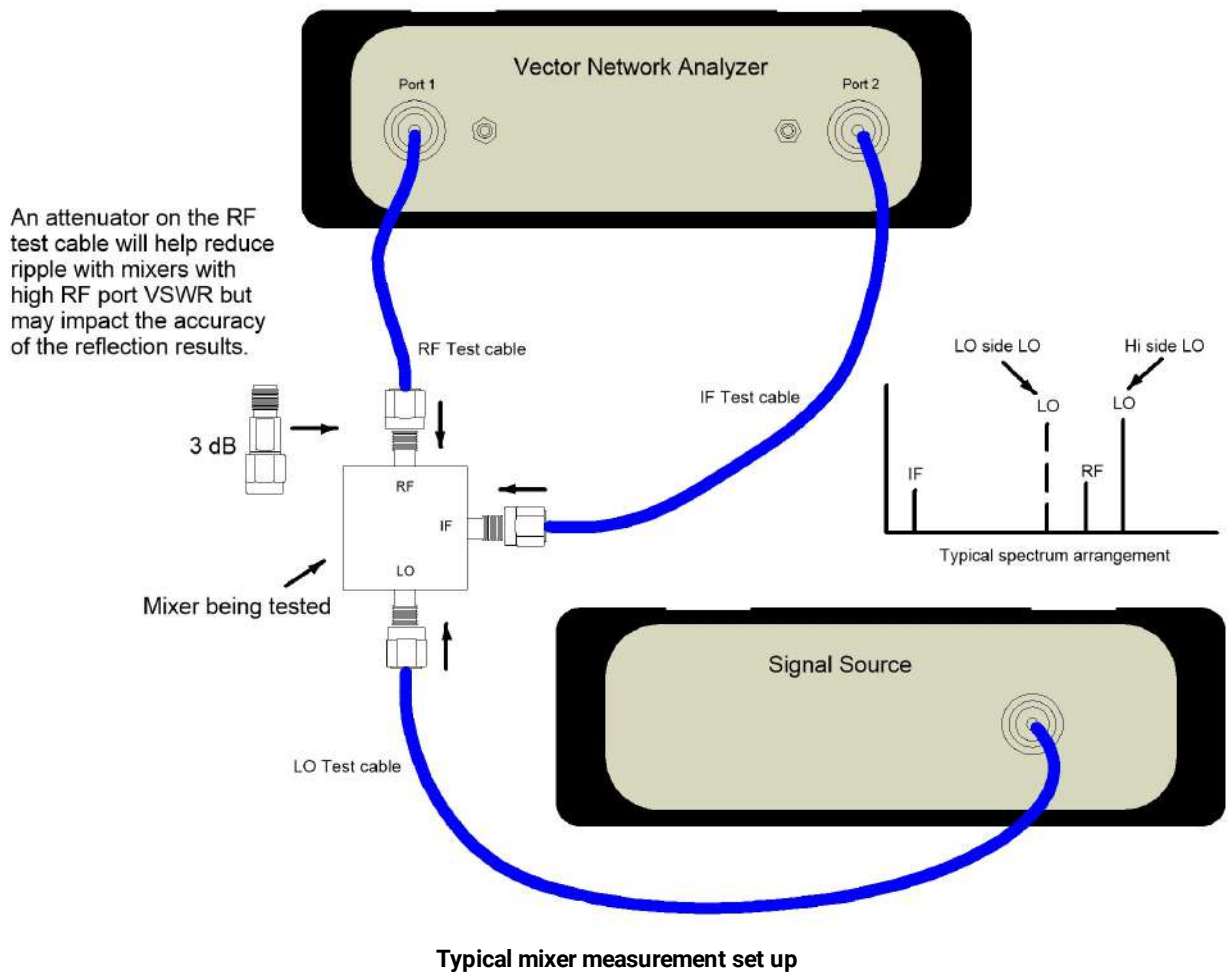 Vector Network Analyzer
Port 1
Port 2
An attenuator on the RF
test cable will help reduce
ripple with mixers with
high RF port VSWR but
may impact the accuracy
of the reflection results.
RF Test cable
IF Test cable
3 dB
RF
IF
LO
Mixer being tested
LO side LO
Hi side LO
LO
LO
IF
RF
Typical spectrum arrangement
Signal Source
LO Test cable
Typical mixer measurement set up